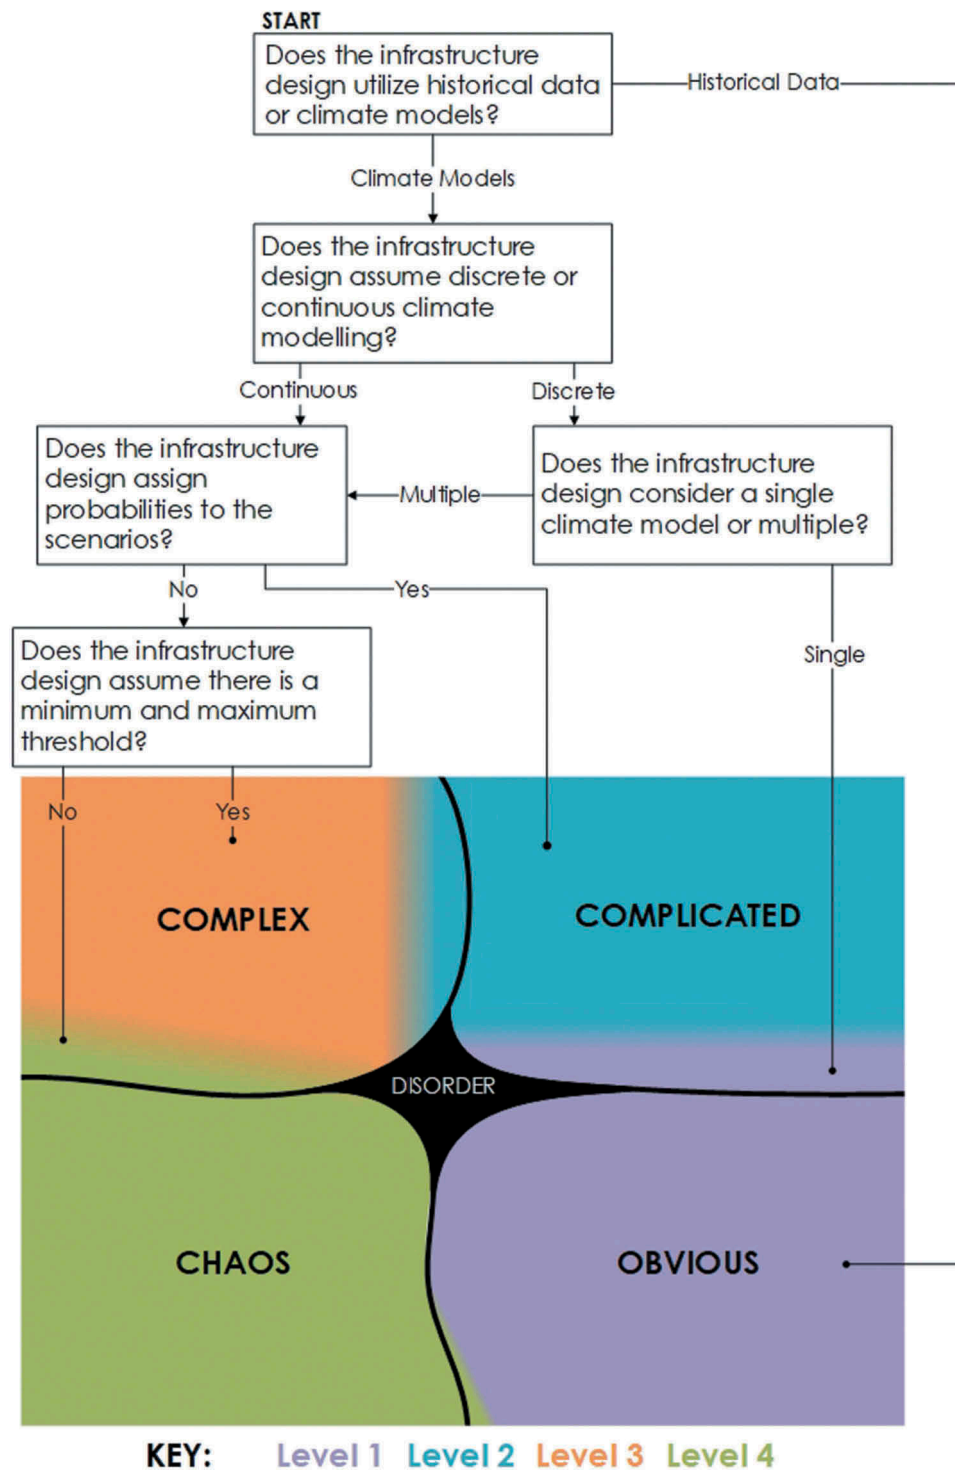 START
Does the infrastructure
design utilize historical data
or climate models?
Historical Data
Climate Models
Does the infrastructure
design assume discrete or
continuous climate
modelling?
Continuous
Discrete
Does the infrastructure
design assign
probabilities to the
scenarios?
Multiple
Does the infrastructure
design consider a single
climate model or multiple?
No
Yes
Single
Does the infrastructure
design assume there is a
minimum and maximum
threshold?
No
Yes
COMPLEX
COMPLICATED
DISORDER
CHAOS
OBVIOUS
KEY: Level 1 Level 2 Level 3 Level 4